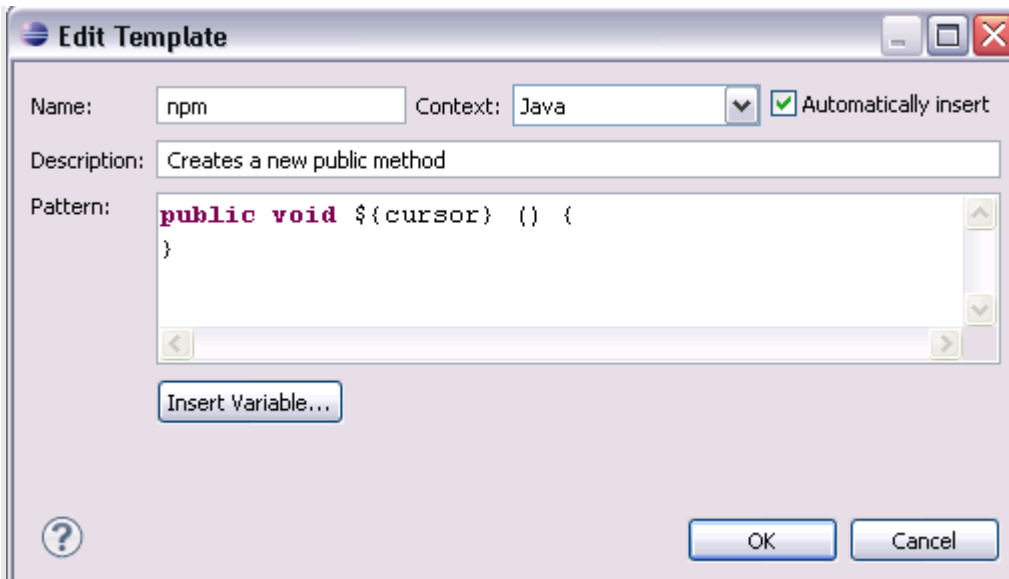 Edit Template
Name: npm Context: Java Automatically insert
Description: Creates a new public method
Pattern: public void ${cursor} () {
}
Insert Variable...
? OK Cancel